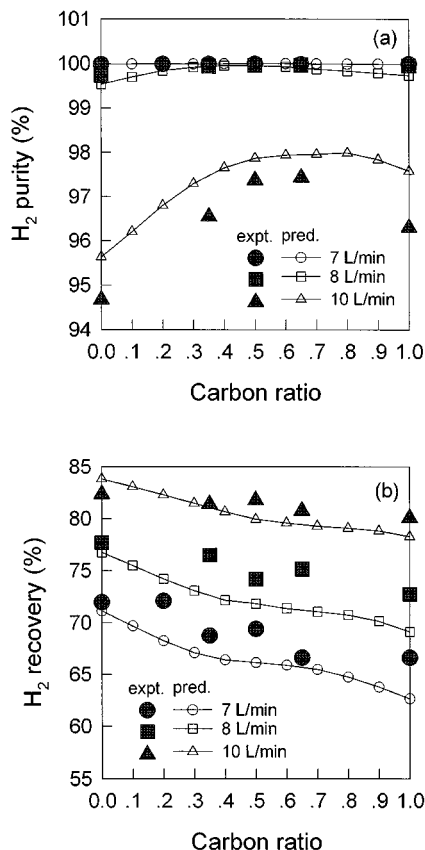 101
100
99
98
97
96
95
94
H2 purity (%)
(a)
expt. pred.
7 L/min
8 L/min
10 L/min
0.0 .1 .2 .3 .4 .5 .6 .7 .8 .9 1.0
Carbon ratio
85
80
75
70
65
60
55
H2 recovery (%)
(b)
expt. pred.
7 L/min
8 L/min
10 L/min
0.0 .1 .2 .3 .4 .5 .6 .7 .8 .9 1.0
Carbon ratio